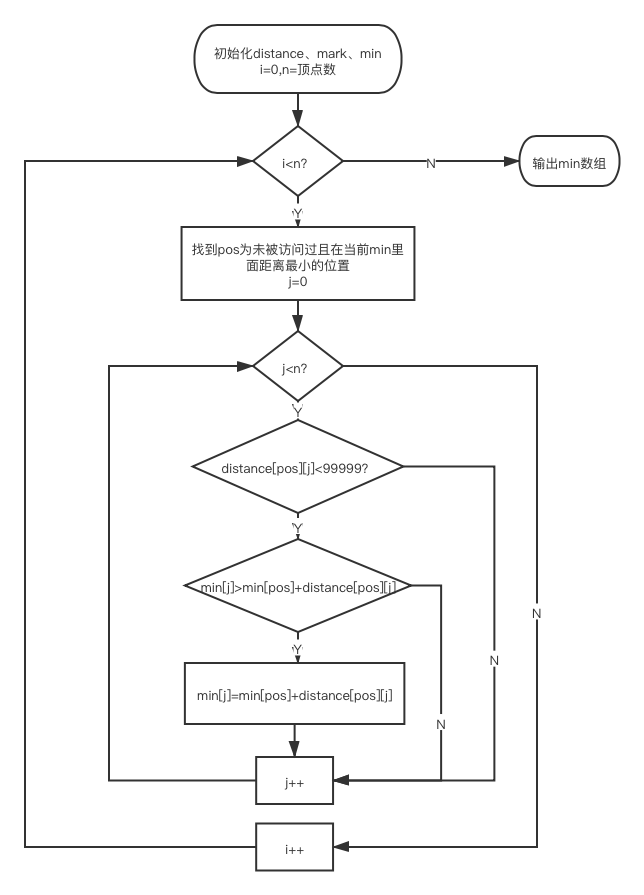 初始化distance、mark、min
i=0,n=顶点数
i<n?
N
输出min数组
Y
找到pos为未被访问过且在当前min里
面距离最小的位置
j=0
j<n?
Y
distance[pos][j]<99999?
Y
min[j]>min[pos]+distance[pos][j]
N
Y
N
min[j]=min[pos]+distance[pos][j]
N
j++
i++